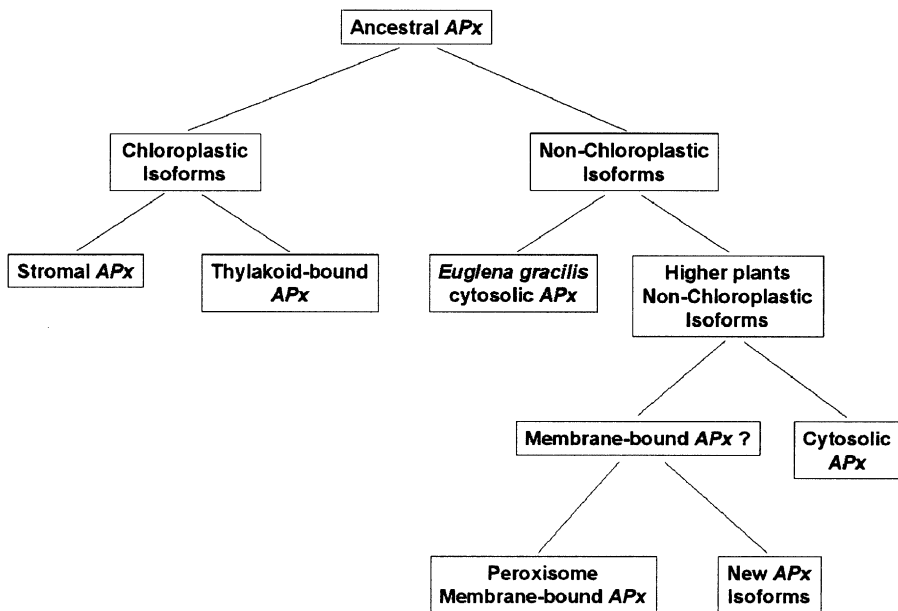 Ancestral APx
Chloroplastic
Isoforms
Non-Chloroplastic
Isoforms
Stromal APx
Thylakoid-bound
APx
Euglena gracilis
cytosolic APx
Higher plants
Non-Chloroplastic
Isoforms
Membrane-bound APx ?
Cytosolic
APx
Peroxisome
Membrane-bound APx
New APx
Isoforms